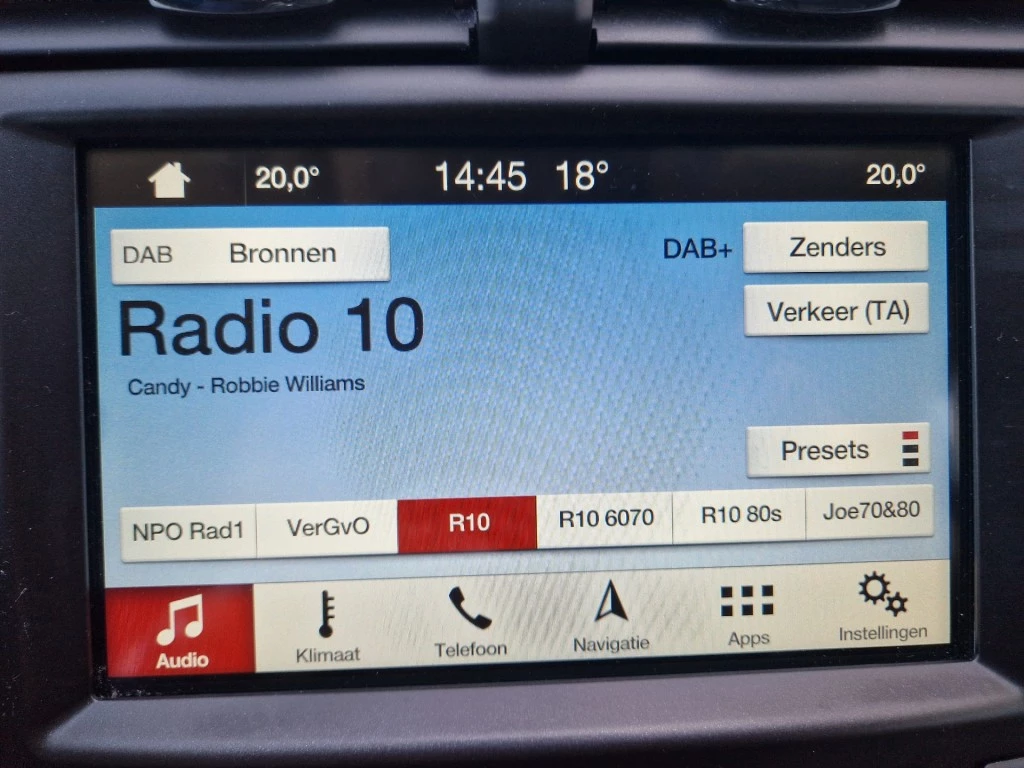 20,0° 14:45 18° 20,0°
DAB Bronnen DAB+ Zenders
Radio 10 Verkeer (TA)
Candy - Robbie Williams
Presets
NPO Rad1 VerGvO R10 R10 6070 R10 80s Joe70&80
Audio Klimaat Telefoon Navigatie Apps Instellingen